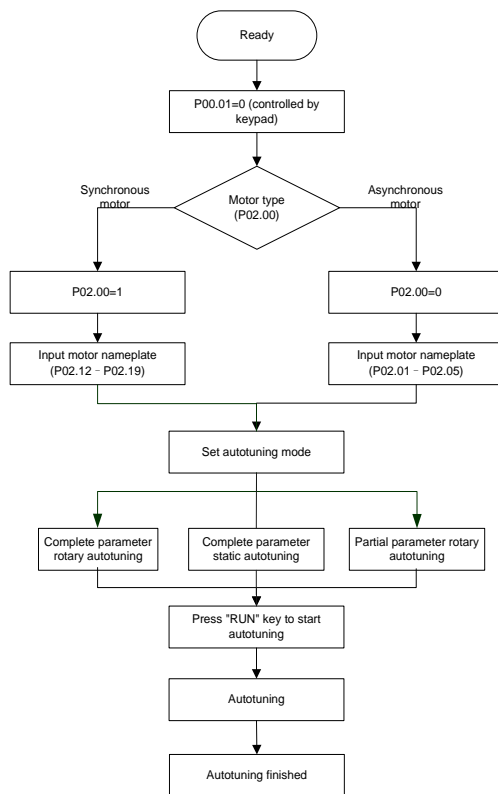 Ready
P00.01=0 (controlled by
keypad)
Synchronous
motor
Motor type
(P02.00)
Asynchronous
motor
P02.00=1
P02.00=0
Input motor nameplate
(P02.12–P02.19)
Input motor nameplate
(P02.01–P02.05)
Set autotuning mode
Complete parameter
rotary autotuning
Complete parameter
static autotuning
Partial parameter rotary
autotuning
Press "RUN" key to start
autotuning
Autotuning
Autotuning finished